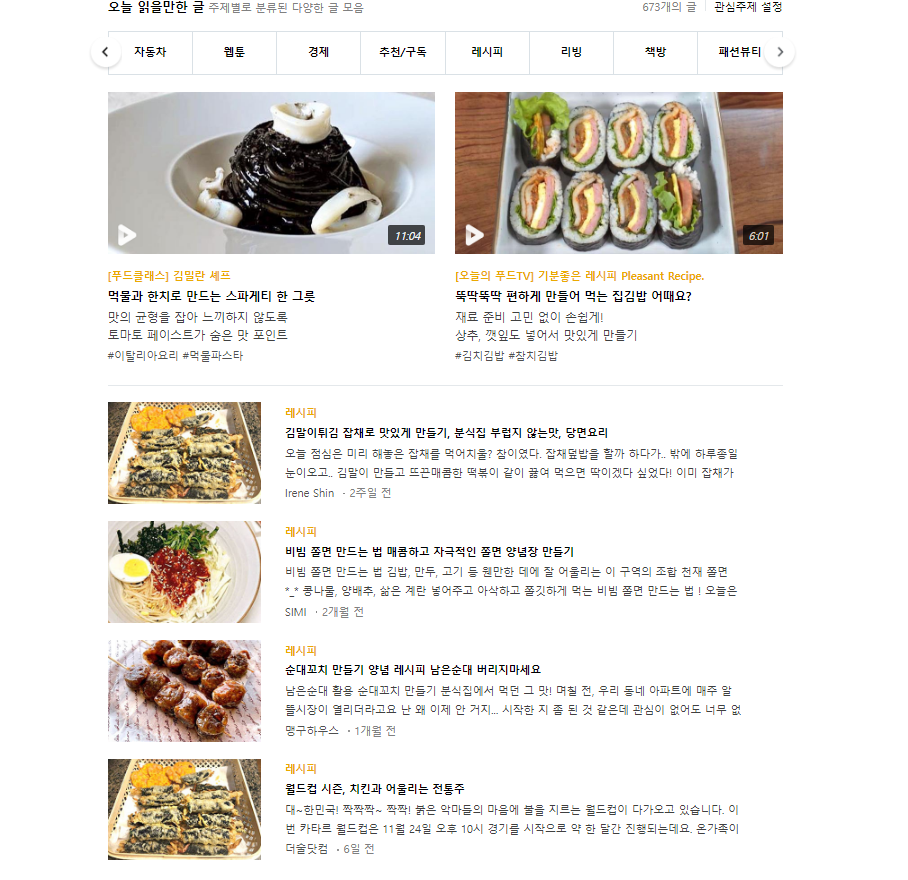 오늘 읽을만한 글 주제별로 분류된 다양한 글 모음
673개의 글 관심주제 설정
자동차 웹툰 경제 추천/구독 레시피 리빙 책방 패션뷰티
11:04
6:01
[푸드클래스] 김밀란 셰프
먹물과 한치로 만드는 스파게티 한 그릇
맛의 균형을 잡아 느끼하지 않도록
토마토 페이스트가 숨은 맛 포인트
#이탈리아요리 #먹물파스타
[오늘의 푸드TV] 기분좋은 레시피 Pleasant Recipe.
뚝딱뚝딱 편하게 만들어 먹는 집김밥 어때요?
재료 준비 고민 없이 손쉽게!
상추, 깻잎도 넣어서 맛있게 만들기
#김치김밥 #참치김밥
레시피
김말이튀김 잡채로 맛있게 만들기, 분식집 부럽지 않는맛, 당면요리
오늘 점심은 미리 해놓은 잡채를 먹어치울? 참이였다. 잡채덮밥을 할까 하다가.. 밖에 하루종일
눈이오고.. 김말이 만들고 뜨끈매콤한 떡볶이 같이 끓여 먹으면 딱이겠다 싶었다! 이미 잡채가
Irene Shin · 2주일 전
레시피
비빔 쫄면 만드는 법 매콤하고 자극적인 쫄면 양념장 만들기
비빔 쫄면 만드는 법 김밥, 만두, 고기 등 웬만한 데에 잘 어울리는 이 구역의 조합 천재 쫄면
*_* 콩나물, 양배추, 삶은 계란 넣어주고 아삭하고 쫄깃하게 먹는 비빔 쫄면 만드는 법 ! 오늘은
SIMI · 2개월 전
레시피
순대꼬치 만들기 양념 레시피 남은순대 버리지마세요
남은순대 활용 순대꼬치 만들기 분식집에서 먹던 그 맛! 며칠 전, 우리 동네 아파트에 매주 알
뜰시장이 열리더라고요 난 왜 이제 안 거지... 시작한 지 좀 된 것 같은데 관심이 없어도 너무 없
맹구하우스 · 1개월 전
레시피
월드컵 시즌, 치킨과 어울리는 전통주
대~한민국! 짝짝짝~ 짝짝! 붉은 악마들의 마음에 불을 지르는 월드컵이 다가오고 있습니다. 이
번 카타르 월드컵은 11월 24일 오후 10시 경기를 시작으로 약 한 달간 진행되는데요. 온가족이
더술닷컴 · 6일 전